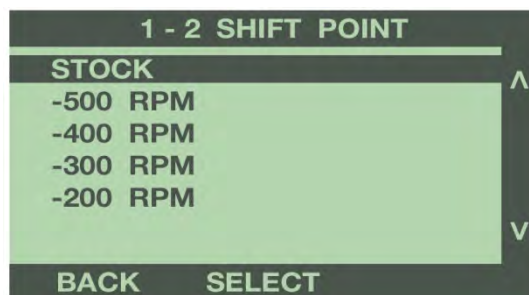 1 - 2 SHIFT POINT
STOCK
-500 RPM
-400 RPM
-300 RPM
-200 RPM
BACK SELECT